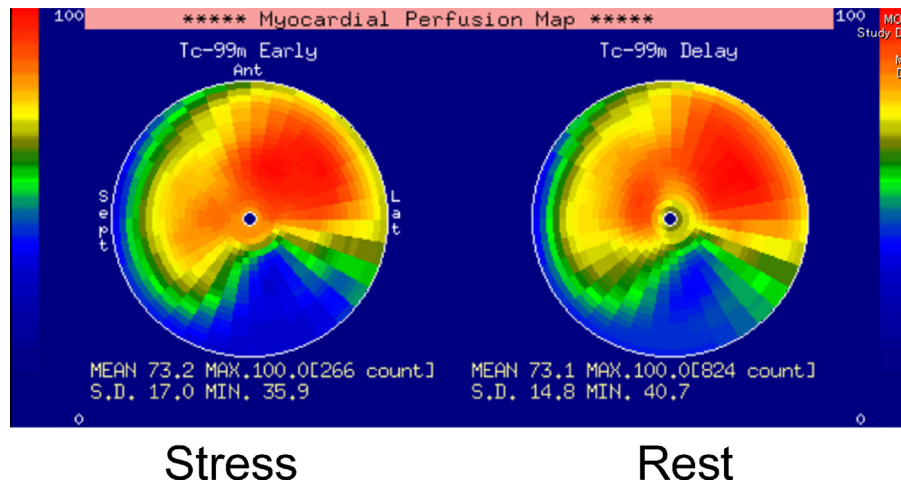 100 ***** Myocardial Perfusion Map ***** 100 MO
Study D
M
D
Tc-99m Early Tc-99m Delay
Ant
Sept Lat
MEAN 73.2 MAX.100.0[266 count] MEAN 73.1 MAX.100.0[824 count]
S.D. 17.0 MIN. 35.9 S.D. 14.8 MIN. 40.7
0 0
Stress Rest